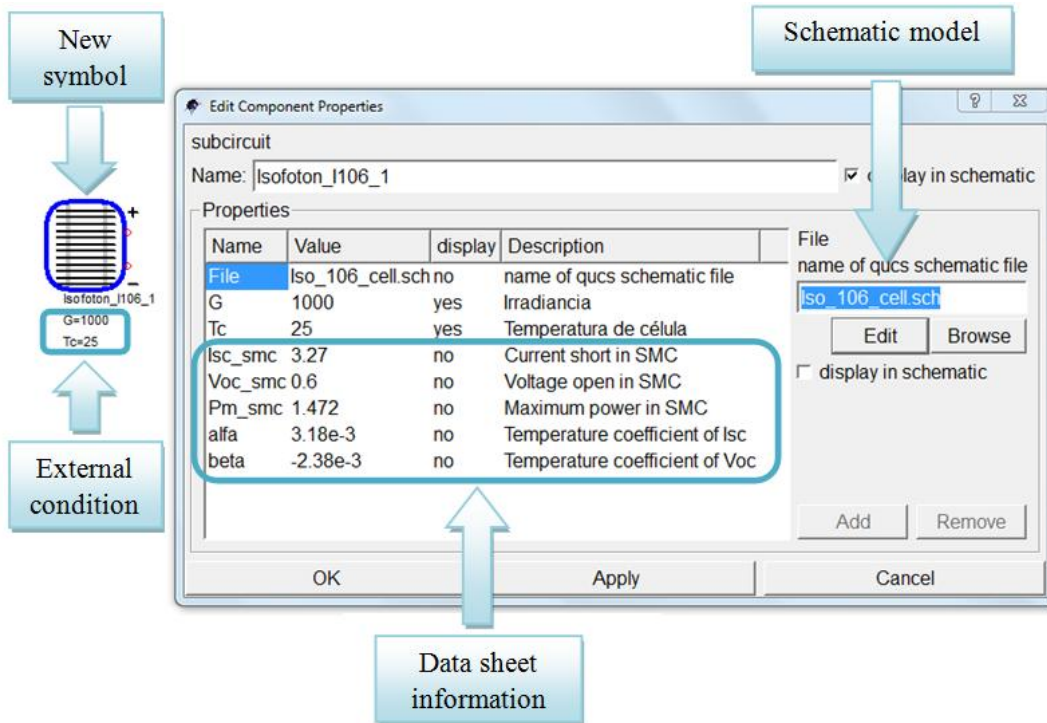 New
symbol
Schematic model
Edit Component Properties
subcircuit
Name: Isofoton_I106_1
display in schematic
Properties
Name Value display Description
File Iso_106_cell.sch no name of qucs schematic file
G 1000 yes Irradiancia
Tc 25 yes Temperatura de célula
Isc_smc 3.27 no Current short in SMC
Voc_smc 0.6 no Voltage open in SMC
Pm_smc 1.472 no Maximum power in SMC
alfa 3.18e-3 no Temperature coefficient of Isc
beta -2.38e-3 no Temperature coefficient of Voc
File
name of qucs schematic file
Iso_106_cell.sch
Edit Browse
display in schematic
Add Remove
OK Apply Cancel
+
−
Isofoton_I106_1
G=1000
Tc=25
External
condition
Data sheet
information